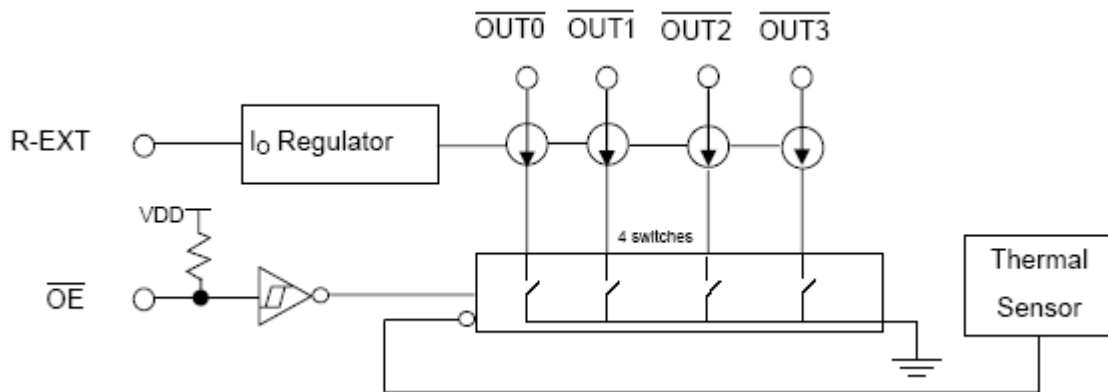 OUT0 OUT1 OUT2 OUT3
R-EXT
IO Regulator
VDD
4 switches
OE
Thermal
Sensor